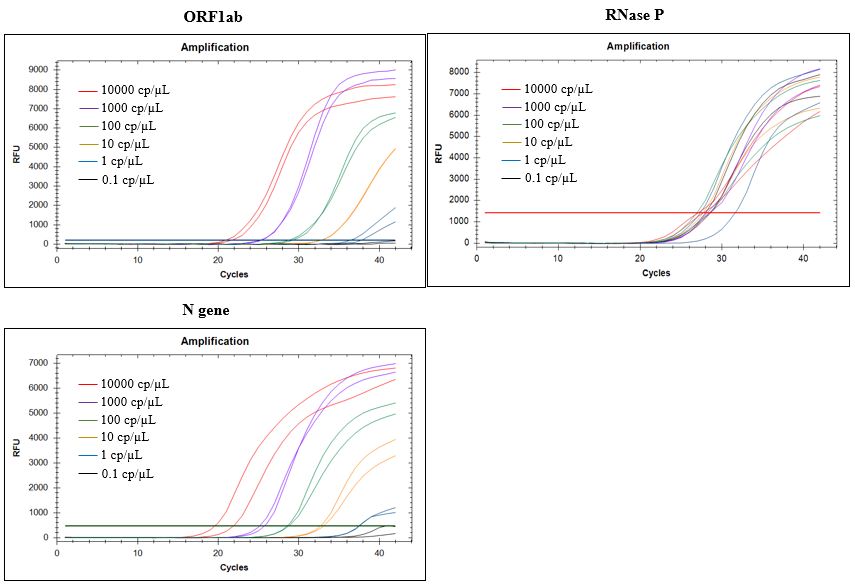 ORF1ab
Amplification
9000
8000
7000
6000
5000
4000
3000
2000
1000
0
RFU
10000 cp/µL
1000 cp/µL
100 cp/µL
10 cp/µL
1 cp/µL
0.1 cp/µL
0 10 20 30 40
Cycles
RNase P
Amplification
8000
7000
6000
5000
4000
3000
2000
1000
0
RFU
10000 cp/µL
1000 cp/µL
100 cp/µL
10 cp/µL
1 cp/µL
0.1 cp/µL
0 10 20 30 40
Cycles
N gene
Amplification
7000
6000
5000
4000
3000
2000
1000
0
RFU
10000 cp/µL
1000 cp/µL
100 cp/µL
10 cp/µL
1 cp/µL
0.1 cp/µL
0 10 20 30 40
Cycles